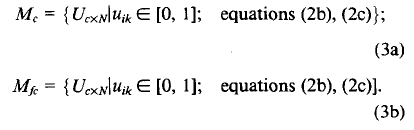 M_c = {U_{c×N}|u_{ik} ∈ [0, 1]; equations (2b), (2c)};
(3a)
M_{fc} = {U_{c×N}|u_{ik} ∈ [0, 1]; equations (2b), (2c)].
(3b)